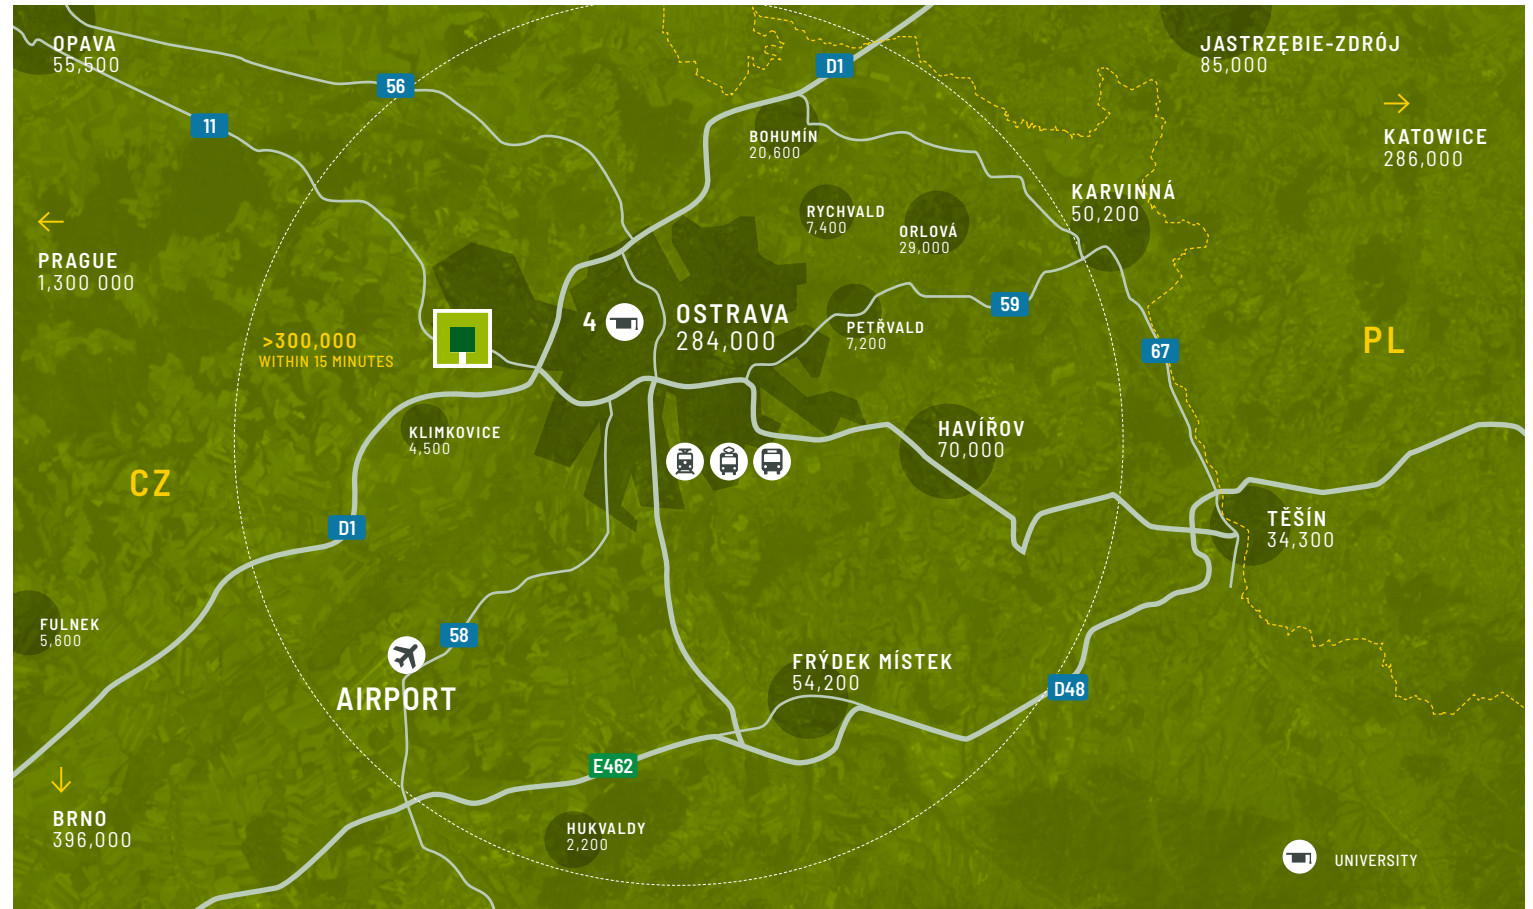 OPAVA
55,500
JASTRZĘBIE-ZDRÓJ
85,000
D1
56
11
KATOWICE
286,000
BOHUMÍN
20,600
KARVINNÁ
50,200
RYCHVALD
7,400
ORLOVÁ
29,000
PRAGUE
1,300 000
59
4
OSTRAVA
284,000
PETŘVALD
7,200
>300,000
WITHIN 15 MINUTES
67
PL
KLIMKOVICE
4,500
HAVÍŘOV
70,000
CZ
D1
TĚŠÍN
34,300
FULNEK
5,600
58
AIRPORT
FRÝDEK MÍSTEK
54,200
D48
E462
BRNO
396,000
HUKVALDY
2,200
UNIVERSITY